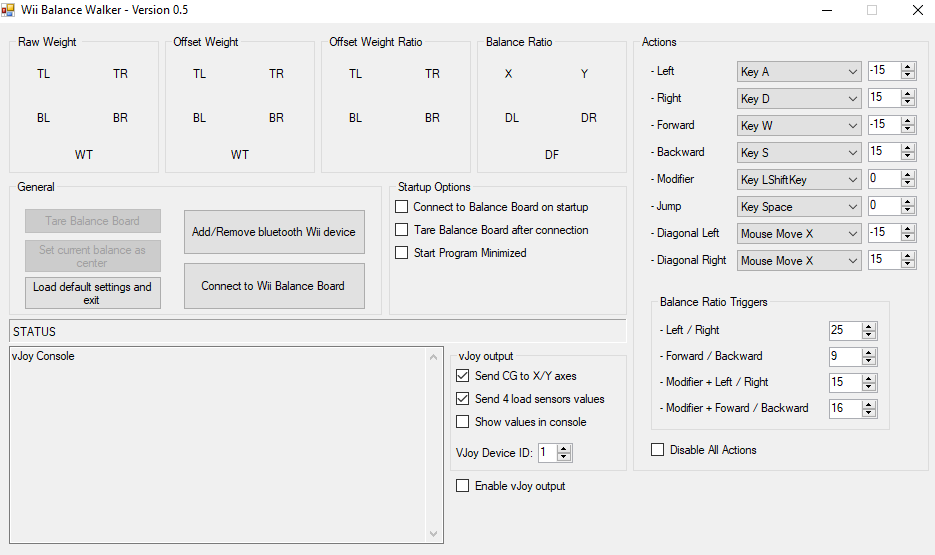 Wii Balance Walker - Version 0.5
Raw Weight
TL TR
BL BR
WT
Offset Weight
TL TR
BL BR
WT
Offset Weight Ratio
TL TR
BL BR
Balance Ratio
X Y
DL DR
DF
General
Tare Balance Board
Set current balance as
center
Load default settings and
exit
Add/Remove bluetooth Wii device
Connect to Wii Balance Board
Startup Options
Connect to Balance Board on startup
Tare Balance Board after connection
Start Program Minimized
STATUS
vJoy Console
vJoy output
Send CG to X/Y axes
Send 4 load sensors values
Show values in console
VJoy Device ID: 1
Enable vJoy output
Actions
- Left Key A -15
- Right Key D 15
- Forward Key W -15
- Backward Key S 15
- Modifier Key LShiftKey 0
- Jump Key Space 0
- Diagonal Left Mouse Move X -15
- Diagonal Right Mouse Move X 15
Balance Ratio Triggers
- Left / Right 25
- Forward / Backward 9
- Modifier + Left / Right 15
- Modifier + Foward / Backward 16
Disable All Actions